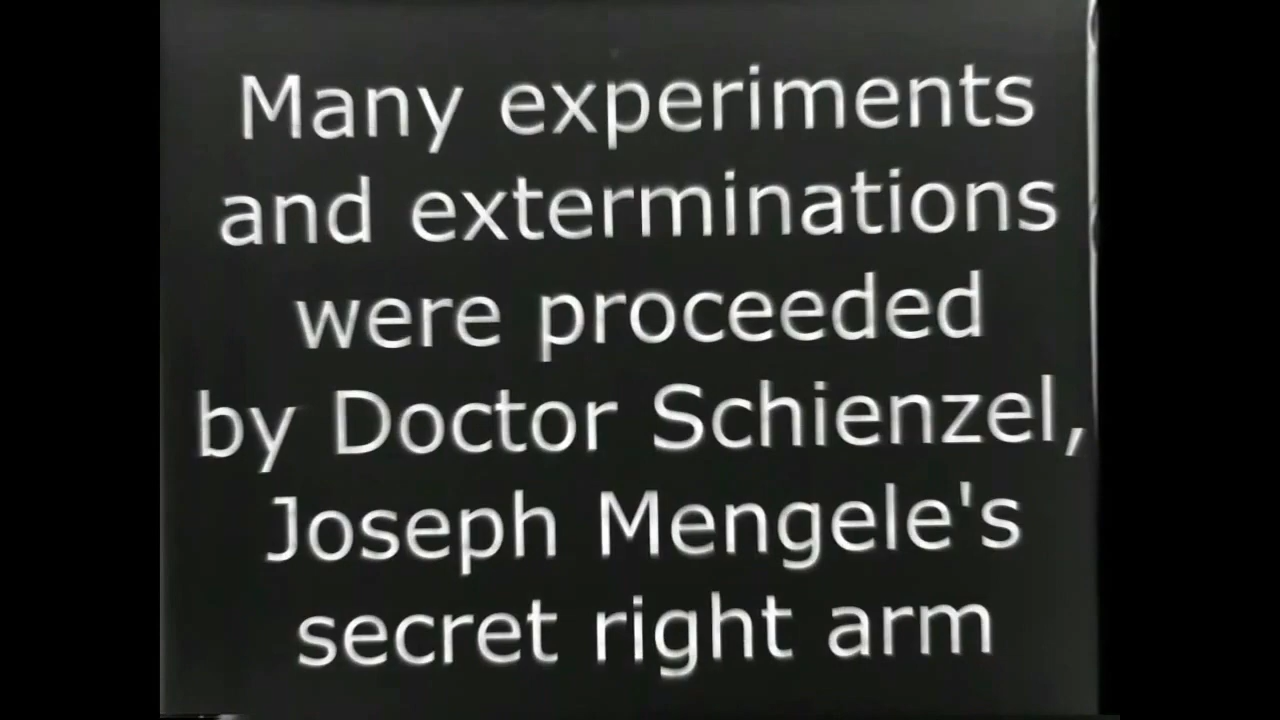 Many experiments
and exterminations
were proceeded
by Doctor Schienzel,
Joseph Mengele's
secret right arm